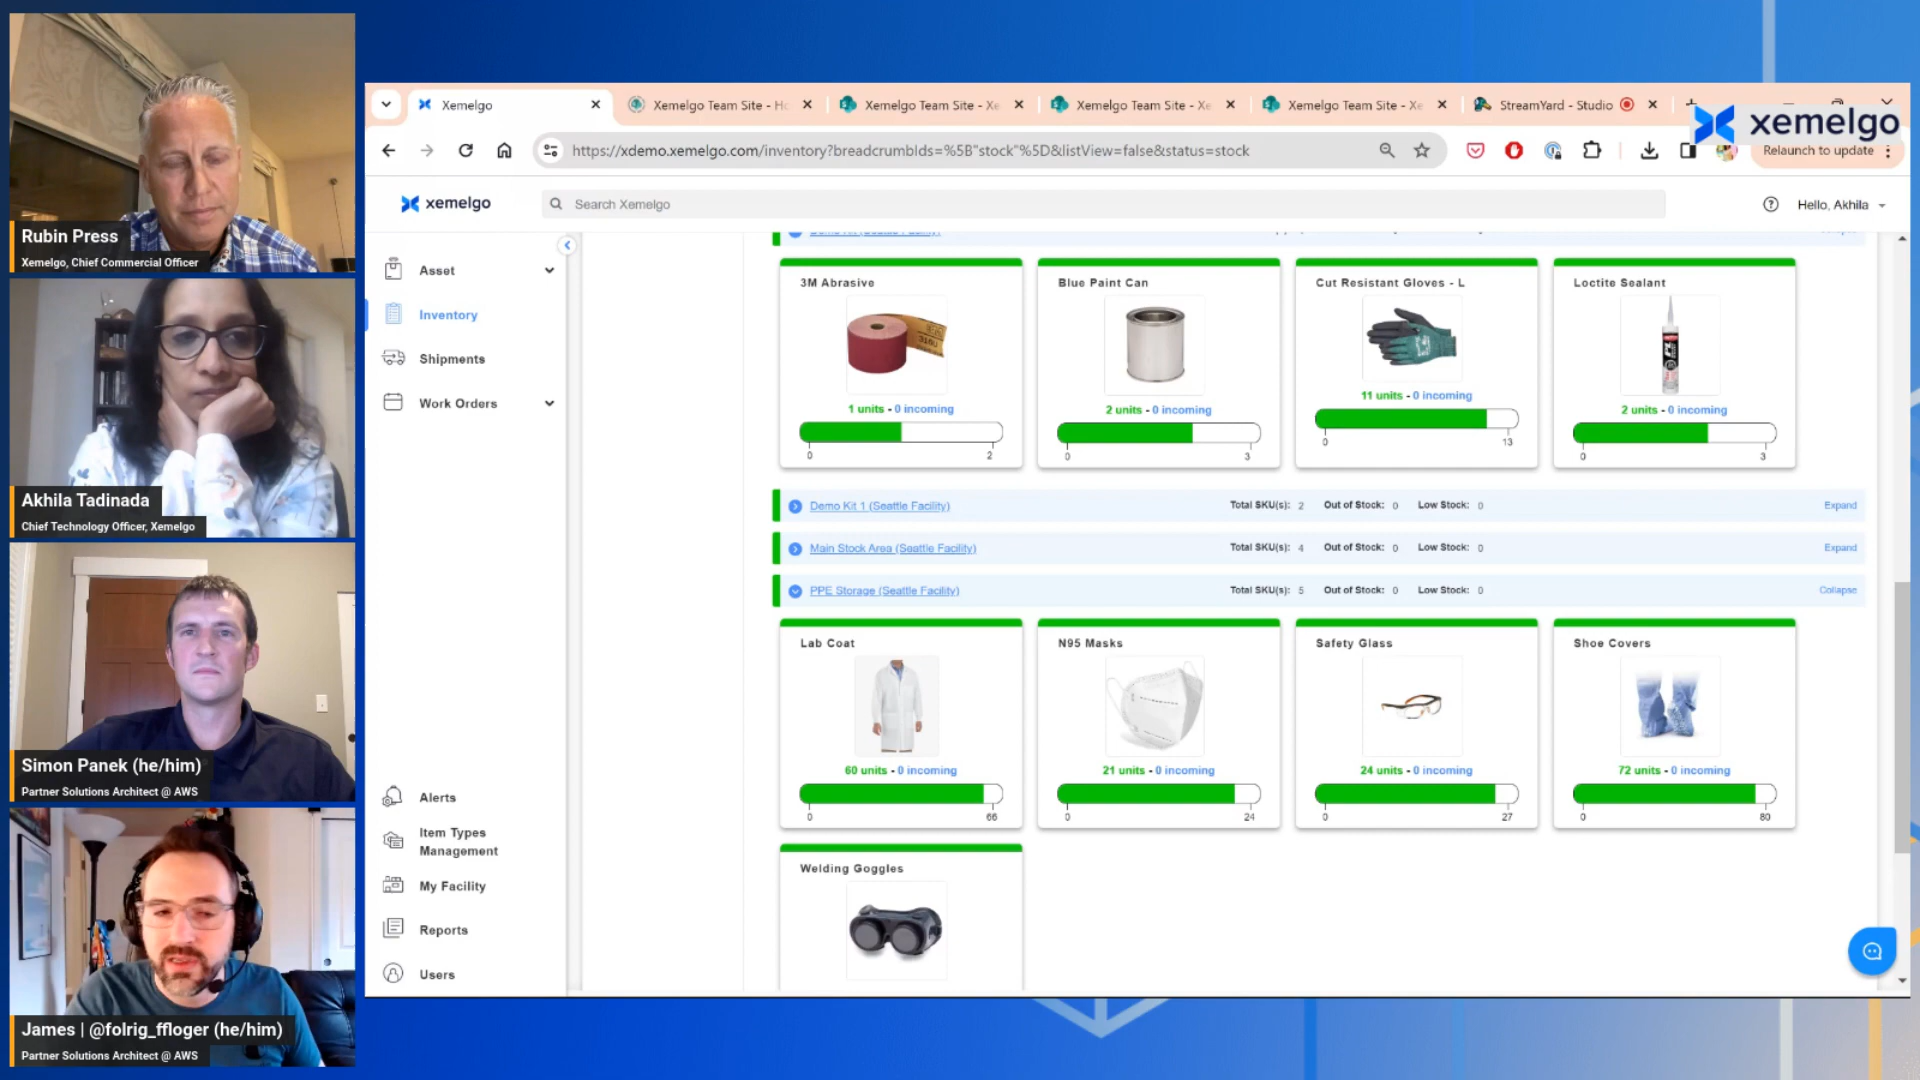 Rubin Press
Xemelgo, Chief Commercial Officer
Akhila Tadinada
Chief Technology Officer, Xemelgo
Simon Panek (he/him)
Partner Solutions Architect @ AWS
James | @folrig_ffloger (he/him)
Partner Solutions Architect @ AWS
Xemelgo
Xemelgo Team Site - Ho
Xemelgo Team Site - Xe
Xemelgo Team Site - Xe
Xemelgo Team Site - Xe
StreamYard - Studio
xemelgo
https://xdemo.xemelgo.com/inventory?breadcrumbIds=%5B"stock"%5D&listView=false&status=stock
Relaunch to update
xemelgo
Search Xemelgo
Hello, Akhila
Asset
Inventory
Shipments
Work Orders
Alerts
Item Types
Management
My Facility
Reports
Users
3M Abrasive
1 units - 0 incoming
0 2
Blue Paint Can
2 units - 0 incoming
0 3
Cut Resistant Gloves - L
11 units - 0 incoming
0 13
Loctite Sealant
2 units - 0 incoming
0 3
Demo Kit 1 (Seattle Facility) Total SKU(s): 2 Out of Stock: 0 Low Stock: 0 Expand
Main Stock Area (Seattle Facility) Total SKU(s): 4 Out of Stock: 0 Low Stock: 0 Expand
PPE Storage (Seattle Facility) Total SKU(s): 5 Out of Stock: 0 Low Stock: 0 Collapse
Lab Coat
60 units - 0 incoming
0 66
N95 Masks
21 units - 0 incoming
0 24
Safety Glass
24 units - 0 incoming
0 27
Shoe Covers
72 units - 0 incoming
0 80
Welding Goggles